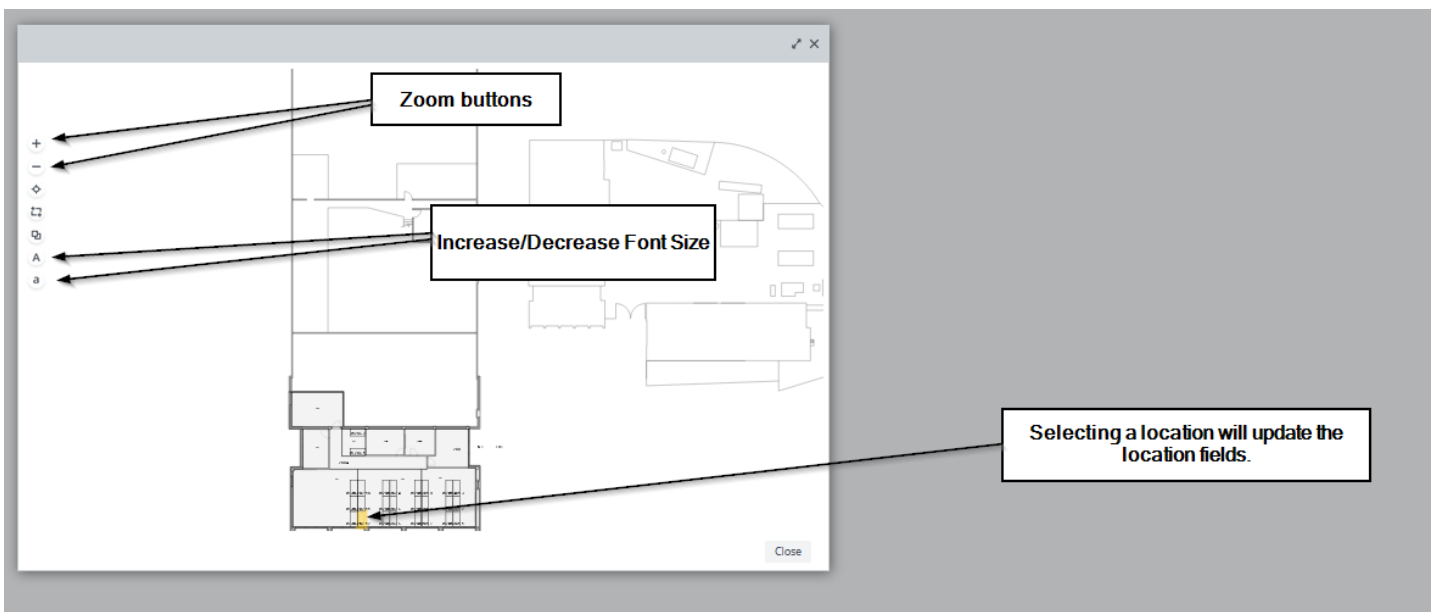 Zoom buttons
+
−
A
a
Increase/Decrease Font Size
Selecting a location will update the
location fields.
Close